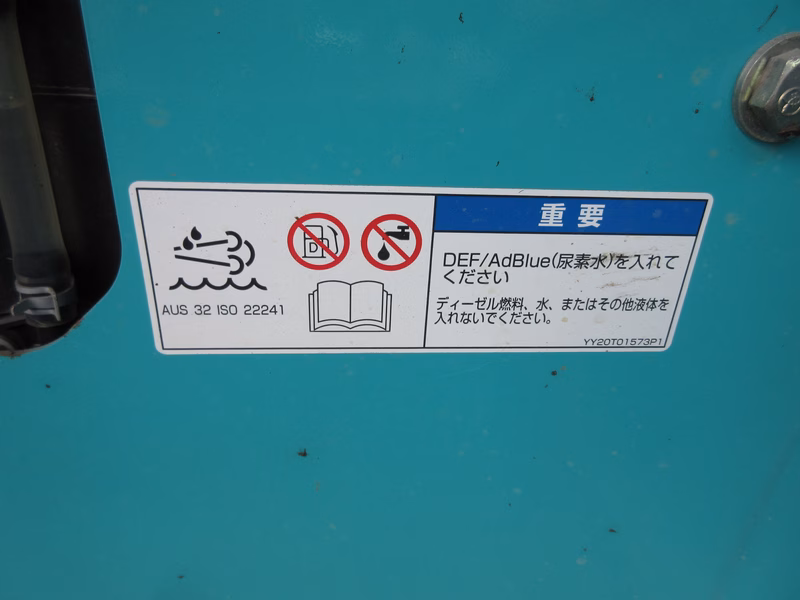 重要
DEF/AdBlue(尿素水)を入れて
ください
ディーゼル燃料、水、またはその他液体を
入れないでください。
YY20T01573P1
D
AUS 32 ISO 22241